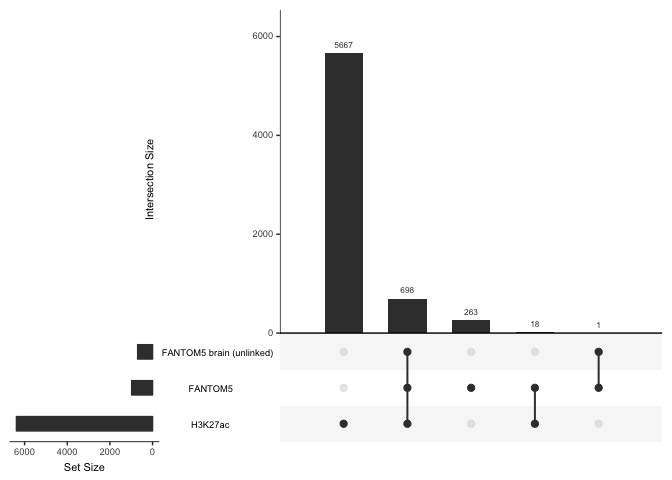 6000
5667
4000
Intersection Size
2000
698
263
18
1
0
FANTOM5 brain (unlinked)
FANTOM5
H3K27ac
6000 4000 2000 0
Set Size